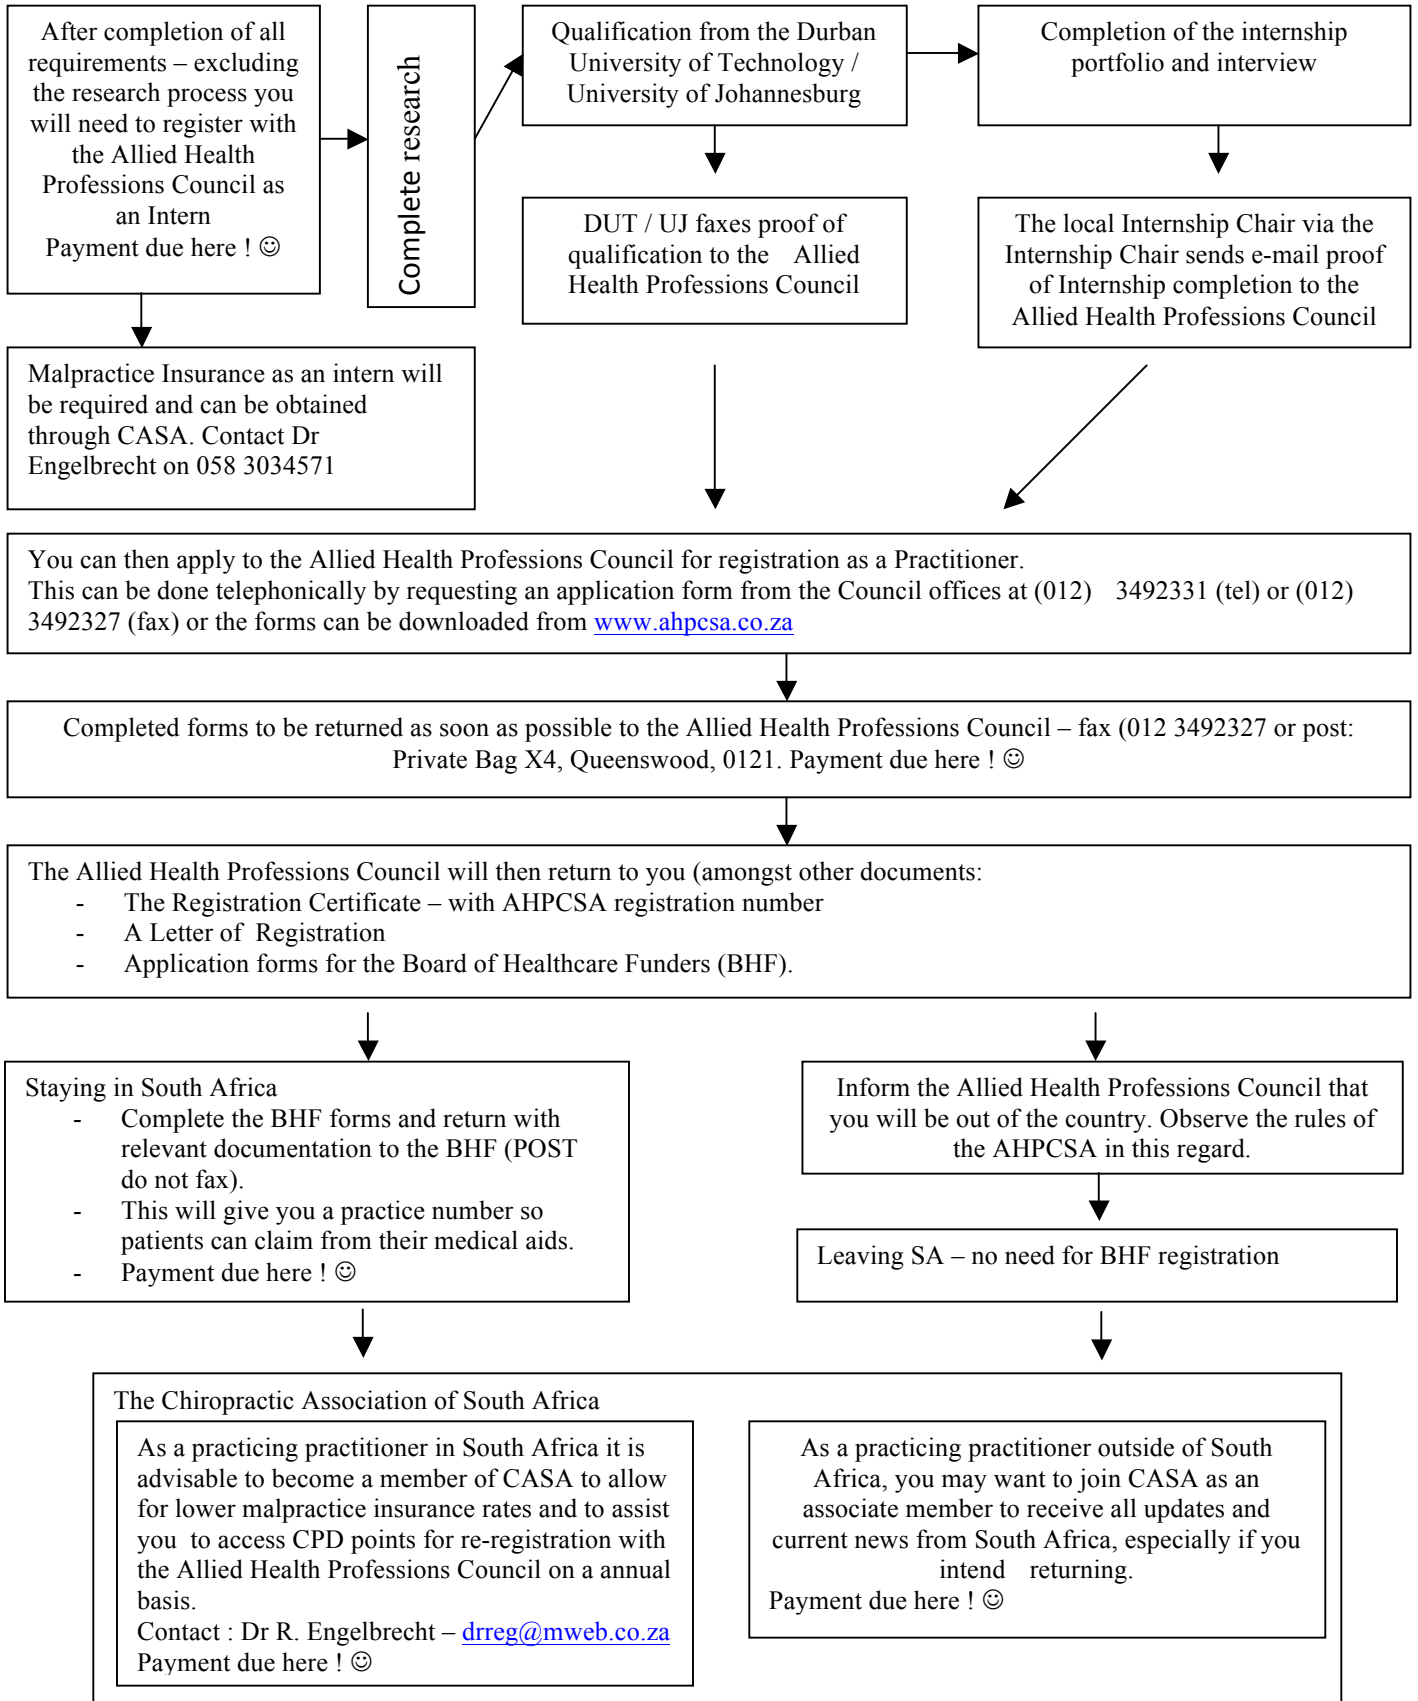 After completion of all
requirements – excluding
the research process you
will need to register with
the Allied Health
Professions Council as
an Intern
Payment due here ! ☺
Complete research
Qualification from the Durban
University of Technology /
University of Johannesburg
Completion of the internship
portfolio and interview
DUT / UJ faxes proof of
qualification to the Allied
Health Professions Council
The local Internship Chair via the
Internship Chair sends e-mail proof
of Internship completion to the
Allied Health Professions Council
Malpractice Insurance as an intern will
be required and can be obtained
through CASA. Contact Dr
Engelbrecht on 058 3034571
You can then apply to the Allied Health Professions Council for registration as a Practitioner.
This can be done telephonically by requesting an application form from the Council offices at (012) 3492331 (tel) or (012)
3492327 (fax) or the forms can be downloaded from www.ahpcsa.co.za
Completed forms to be returned as soon as possible to the Allied Health Professions Council – fax (012 3492327 or post:
Private Bag X4, Queenswood, 0121. Payment due here ! ☺
The Allied Health Professions Council will then return to you (amongst other documents:
- The Registration Certificate – with AHPCSA registration number
- A Letter of Registration
- Application forms for the Board of Healthcare Funders (BHF).
Staying in South Africa
- Complete the BHF forms and return with
relevant documentation to the BHF (POST
do not fax).
- This will give you a practice number so
patients can claim from their medical aids.
- Payment due here ! ☺
Inform the Allied Health Professions Council that
you will be out of the country. Observe the rules of
the AHPCSA in this regard.
Leaving SA – no need for BHF registration
The Chiropractic Association of South Africa
As a practicing practitioner in South Africa it is
advisable to become a member of CASA to allow
for lower malpractice insurance rates and to assist
you to access CPD points for re-registration with
the Allied Health Professions Council on a annual
basis.
Contact : Dr R. Engelbrecht – drreg@mweb.co.za
Payment due here ! ☺
As a practicing practitioner outside of South
Africa, you may want to join CASA as an
associate member to receive all updates and
current news from South Africa, especially if you
intend returning.
Payment due here ! ☺